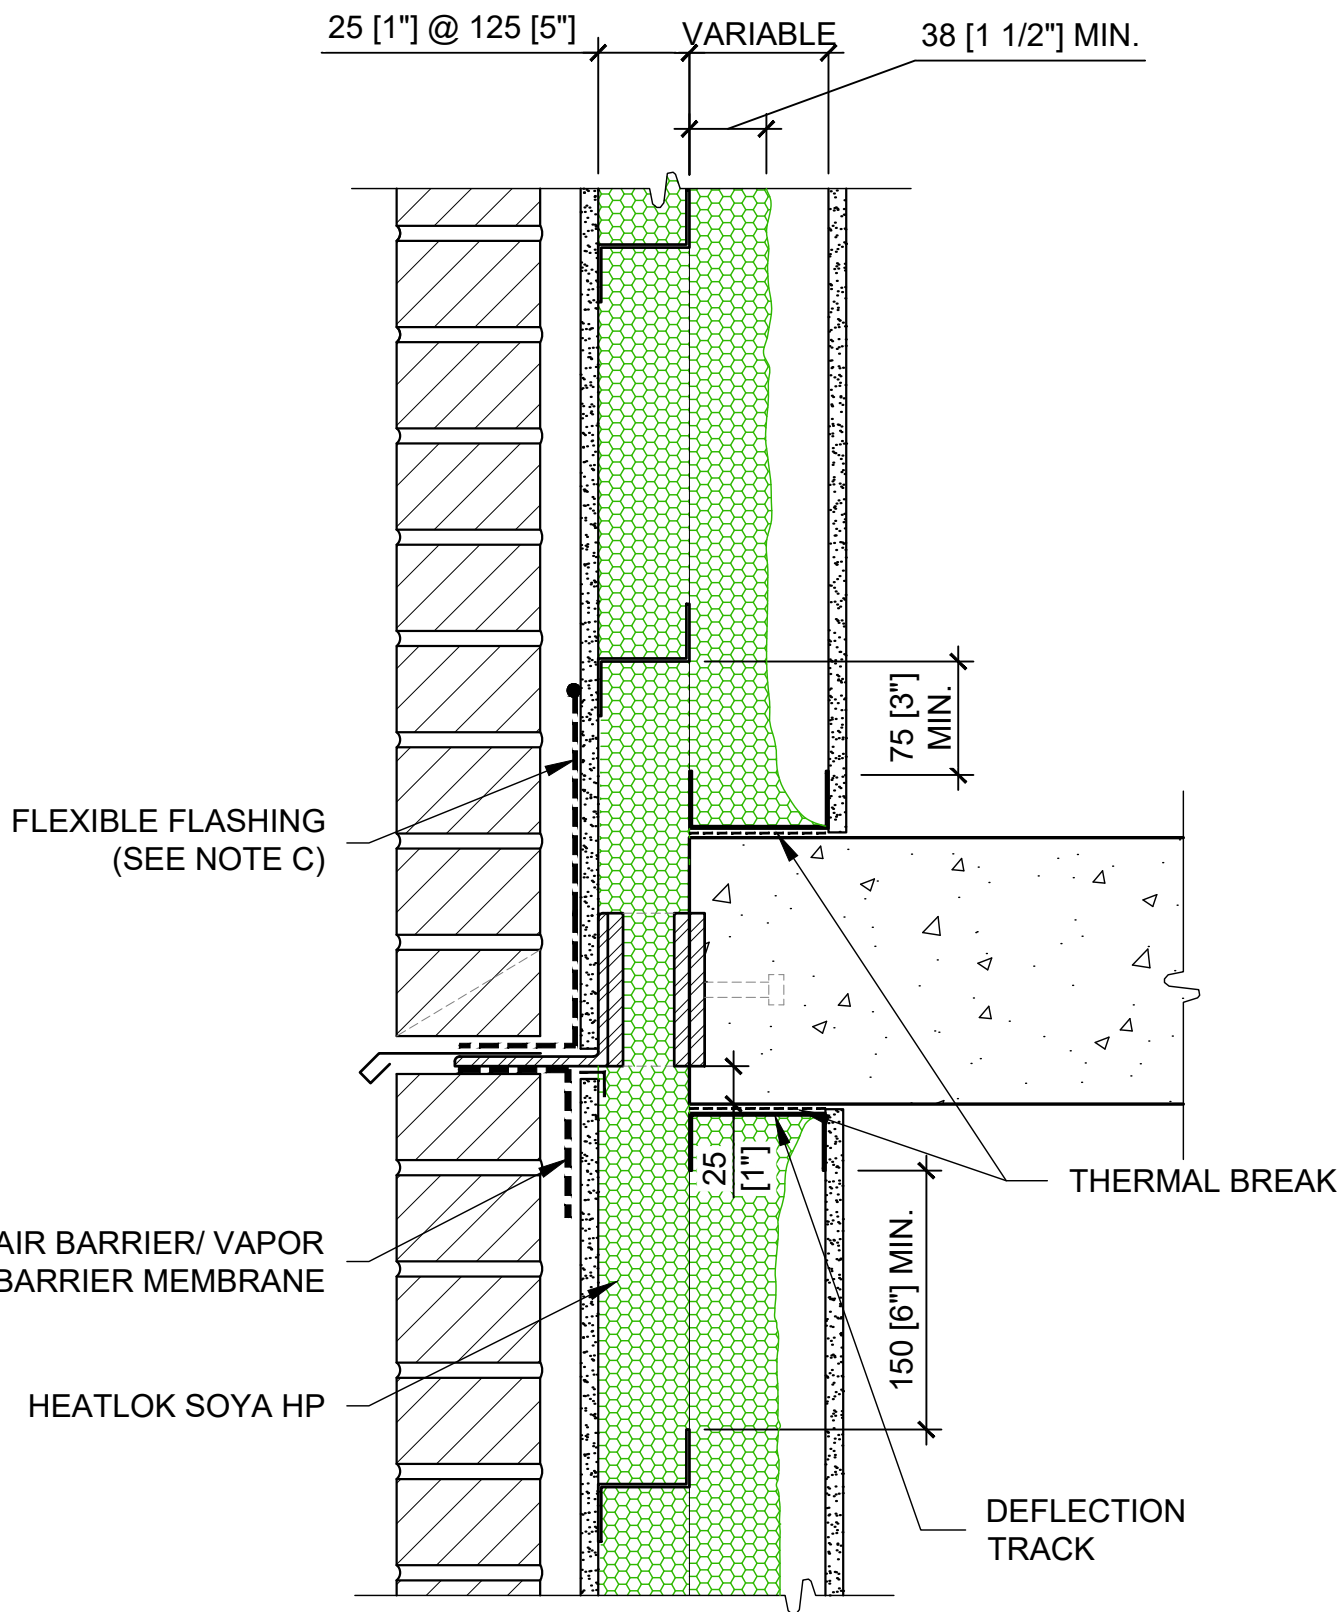 25 [1"] @ 125 [5"]
VARIABLE
38 [1 1/2"] MIN.
75 [3"]
MIN.
FLEXIBLE FLASHING
(SEE NOTE C)
25
[1"]
THERMAL BREAK
AIR BARRIER/ VAPOR
BARRIER MEMBRANE
150 [6"] MIN.
HEATLOK SOYA HP
DEFLECTION
TRACK